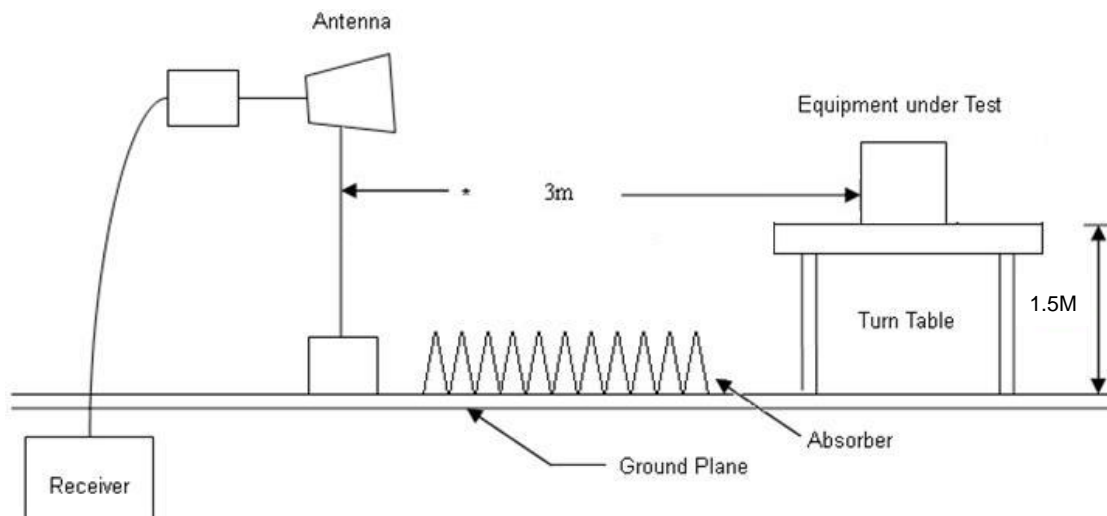 Antenna
Equipment under Test
* 3m
1.5M
Turn Table
Absorber
Ground Plane
Receiver